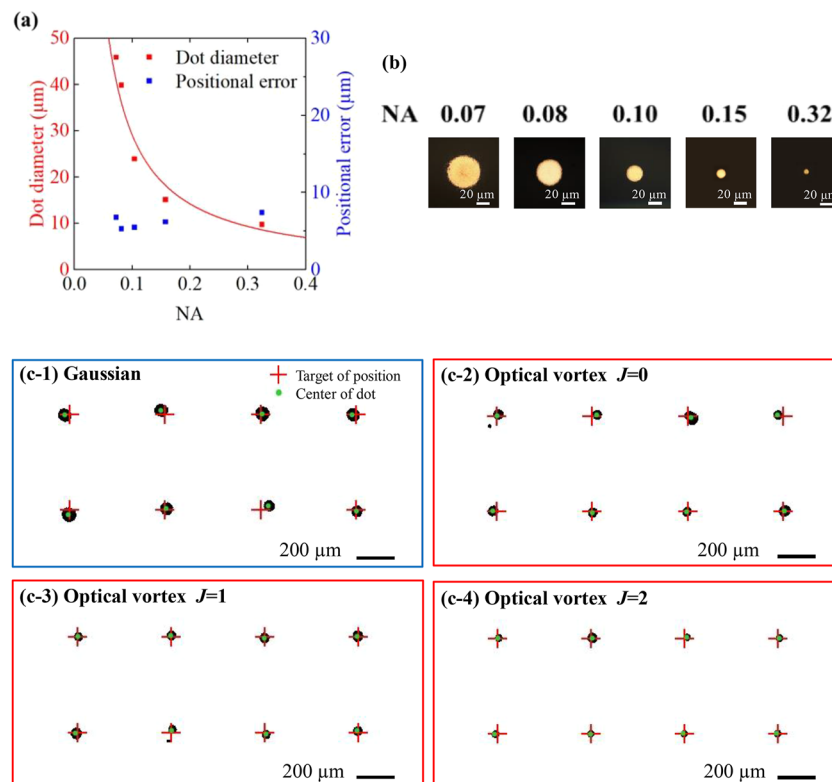 (a)
50
40
30
20
10
0
Dot diameter (μm)
Dot diameter
Positional error
30
20
10
0
Positional error (μm)
0.0 0.1 0.2 0.3 0.4
NA
(b)
NA 0.07 0.08 0.10 0.15 0.32
20 μm 20 μm 20 μm 20 μm 20 μm
(c-1) Gaussian
Target of position
Center of dot
200 μm
(c-2) Optical vortex J=0
200 μm
(c-3) Optical vortex J=1
200 μm
(c-4) Optical vortex J=2
200 μm